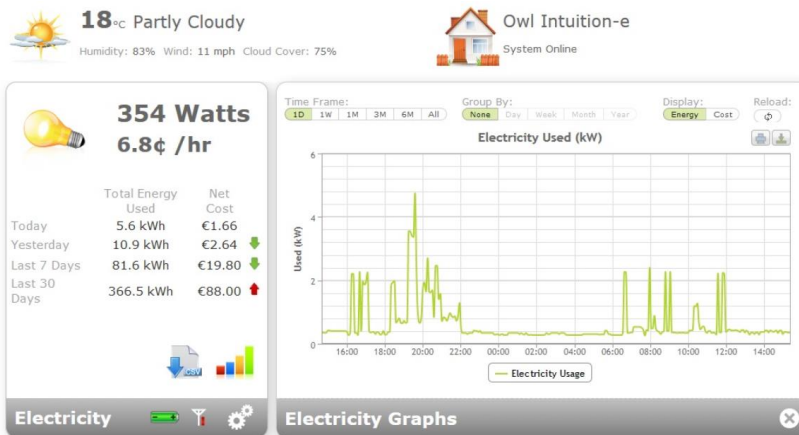 18°C Partly Cloudy
Humidity: 83% Wind: 11 mph Cloud Cover: 75%
Owl Intuition-e
System Online
354 Watts
6.8¢ /hr
Total Energy Used Net Cost
Today 5.6 kWh €1.66
Yesterday 10.9 kWh €2.64
Last 7 Days 81.6 kWh €19.80
Last 30 Days 366.5 kWh €88.00
CSV
Electricity
Time Frame: Group By: Display: Reload:
1D 1W 1M 3M 6M All None Day Week Month Year Energy Cost
Electricity Used (kW)
Used (kW)
6
4
2
0
16:00 18:00 20:00 22:00 00:00 02:00 04:00 06:00 08:00 10:00 12:00 14:00
Electricity Usage
Electricity Graphs